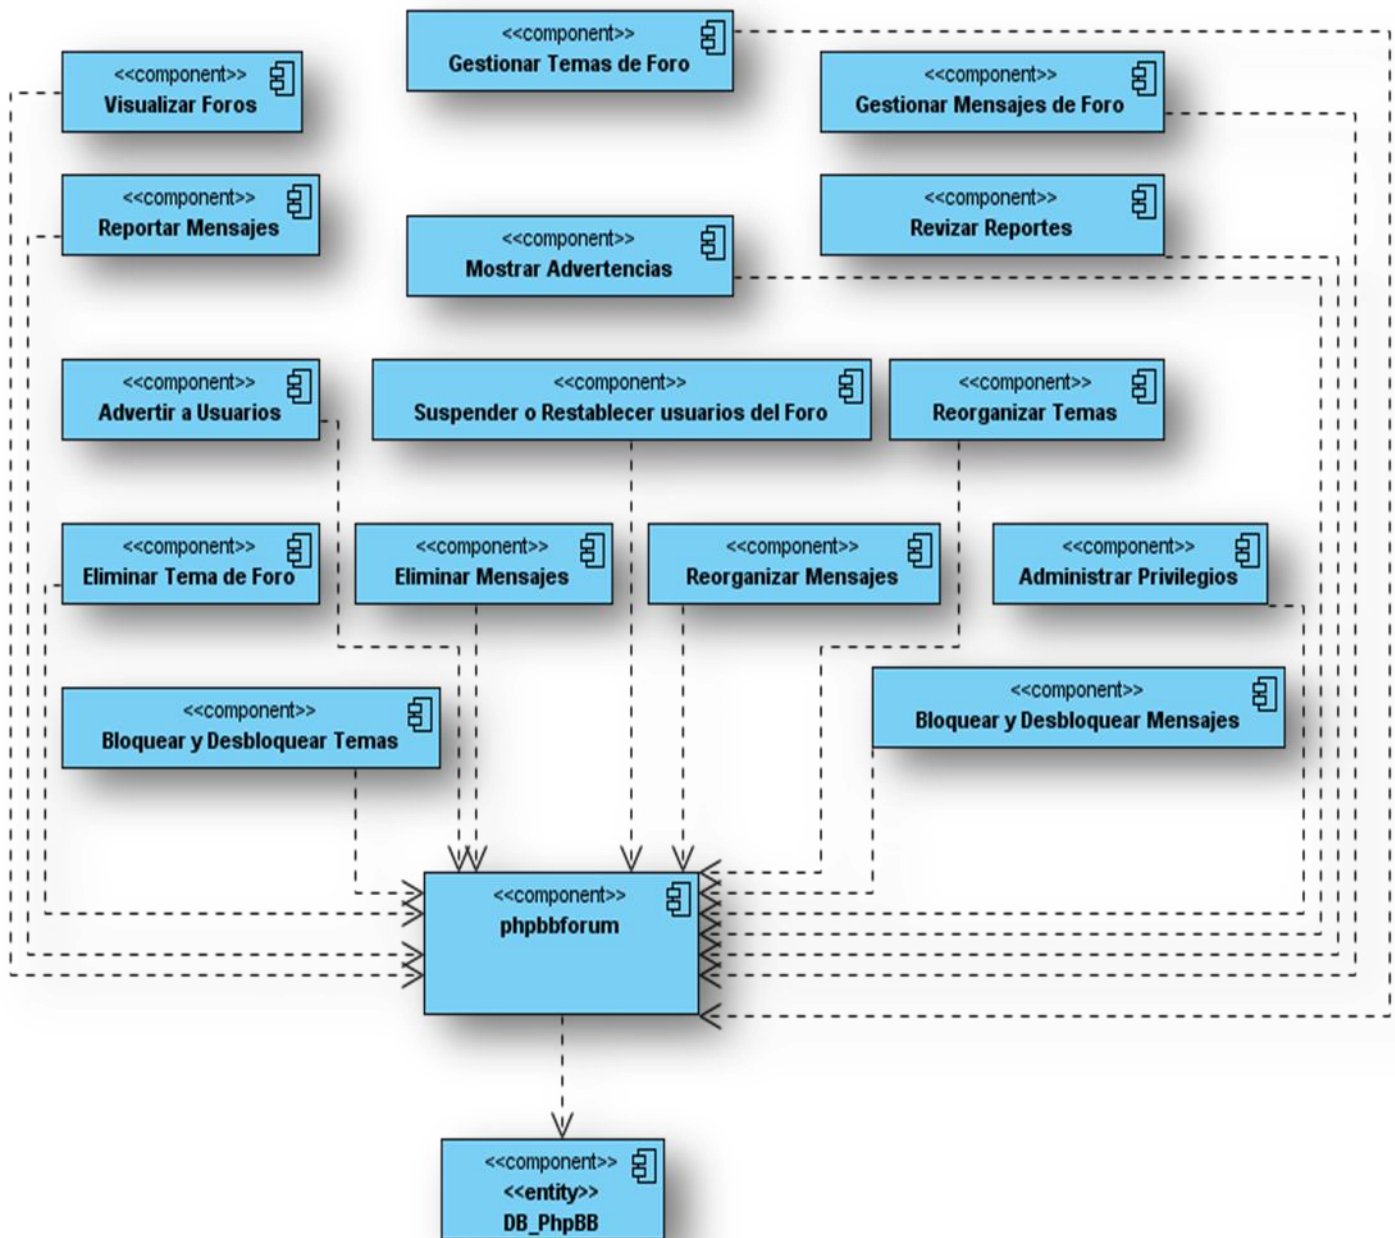 <<component>>
Gestionar Temas de Foro
<<component>>
Visualizar Foros
<<component>>
Gestionar Mensajes de Foro
<<component>>
Reportar Mensajes
<<component>>
Revizar Reportes
<<component>>
Mostrar Advertencias
<<component>>
Advertir a Usuarios
<<component>>
Suspender o Restablecer usuarios del Foro
<<component>>
Reorganizar Temas
<<component>>
Eliminar Tema de Foro
<<component>>
Eliminar Mensajes
<<component>>
Reorganizar Mensajes
<<component>>
Administrar Privilegios
<<component>>
Bloquear y Desbloquear Temas
<<component>>
Bloquear y Desbloquear Mensajes
<<component>>
phpbbforum
<<component>>
<<entity>>
DB_PhpBB